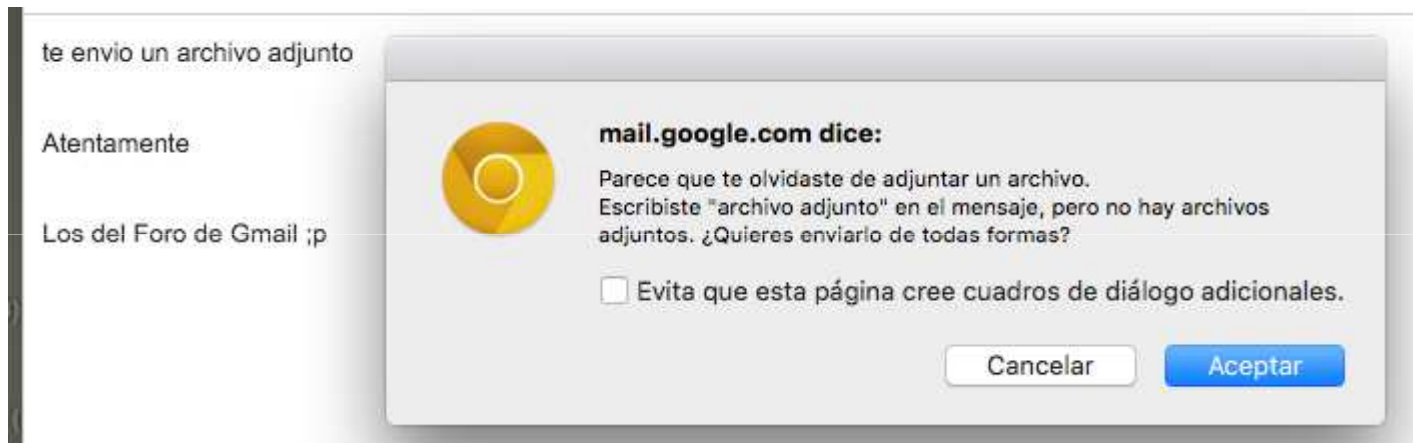 te envio un archivo adjunto
Atentamente
Los del Foro de Gmail ;p
mail.google.com dice:
Parece que te olvidaste de adjuntar un archivo.
Escribiste "archivo adjunto" en el mensaje, pero no hay archivos
adjuntos. ¿Quieres enviarlo de todas formas?
Evita que esta página cree cuadros de diálogo adicionales.
Cancelar
Aceptar